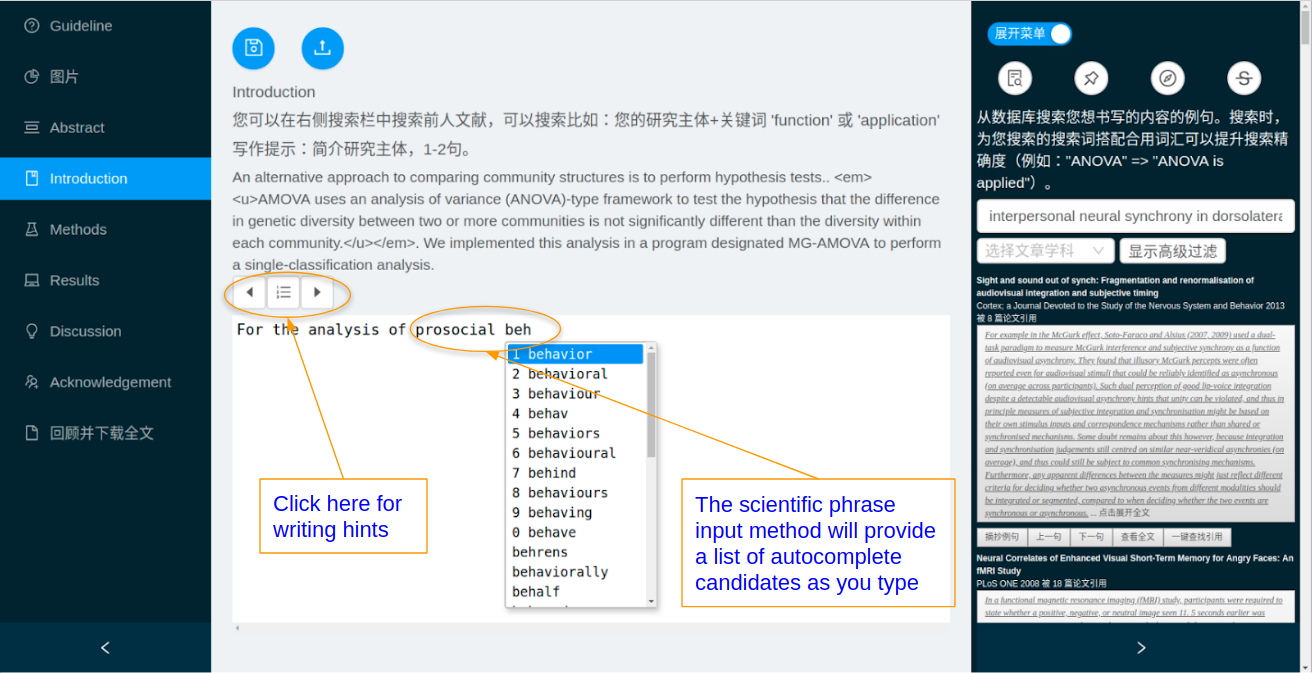 Guideline
图片
Abstract
Introduction
Methods
Results
Discussion
Acknowledgement
回顾并下载全文
Introduction
您可以在右侧搜索栏中搜索前人文献，可以搜索比如：您的研究主体+关键词 'function' 或 'application'
写作提示：简介研究主体，1-2句。
An alternative approach to comparing community structures is to perform hypothesis tests.. <em>
<u>AMOVA uses an analysis of variance (ANOVA)-type framework to test the hypothesis that the difference
in genetic diversity between two or more communities is not significantly different than the diversity within
each community.</u></em>. We implemented this analysis in a program designated MG-AMOVA to perform
a single-classification analysis.
For the analysis of prosocial beh
1 behavior
2 behavioral
3 behaviour
4 behav
5 behaviors
6 behavioural
7 behind
8 behaviours
9 behaving
0 behave
behrens
behaviorally
behalf
Click here for
writing hints
The scientific phrase
input method will provide
a list of autocomplete
candidates as you type
展开菜单
从数据库搜索您想书写的内容的例句。搜索时，
为您搜索的搜索词搭配合用词汇可以提升搜索精
确度（例如："ANOVA" => "ANOVA is
applied"）。
interpersonal neural synchrony in dorsolatera
选择文章学科
显示高级过滤
Sight and sound out of synch: Fragmentation and renormalisation of
audiovisual integration and subjective timing
Cortex; a Journal Devoted to the Study of the Nervous System and Behavior 2013
被 8 篇论文引用
For example in the McGurk effect, Soto-Faraco and Alsius (2007, 2009) used a dual-
task paradigm to measure McGurk interference and subjective synchrony as a function
of audiovisual asynchrony. They found that illusory McGurk percepts were often
reported even for audiovisual stimuli that could be reliably identified as asynchronous
(on average across participants). Such dual perception of good lip-voice integration
despite a detectable audiovisual asynchrony hints that unity can be violated, and thus in
principle measures of subjective integration and synchronisation might be based on
their own stimulus inputs and correspondence mechanisms rather than shared or
synchronised mechanisms. Some doubt remains about this however, because integration
and synchronisation judgements still centred on similar near-veridical asynchronies (on
average), and thus could still be subject to common synchronising mechanisms.
Furthermore, any apparent differences between the measures might just reflect different
criteria for deciding whether two asynchronous events from different modalities should
be integrated or segmented, compared to when deciding whether the two events are
synchronous or asynchronous. ... 点击展开全文
摘抄例句
上一句
下一句
查看全文
一键查找引用
Neural Correlates of Enhanced Visual Short-Term Memory for Angry Faces: An
fMRI Study
PLoS ONE 2008 被 18 篇论文引用
In a functional magnetic resonance imaging (fMRI) study, participants were required to
state whether a positive, negative, or neutral image seen 11. 5 seconds earlier was